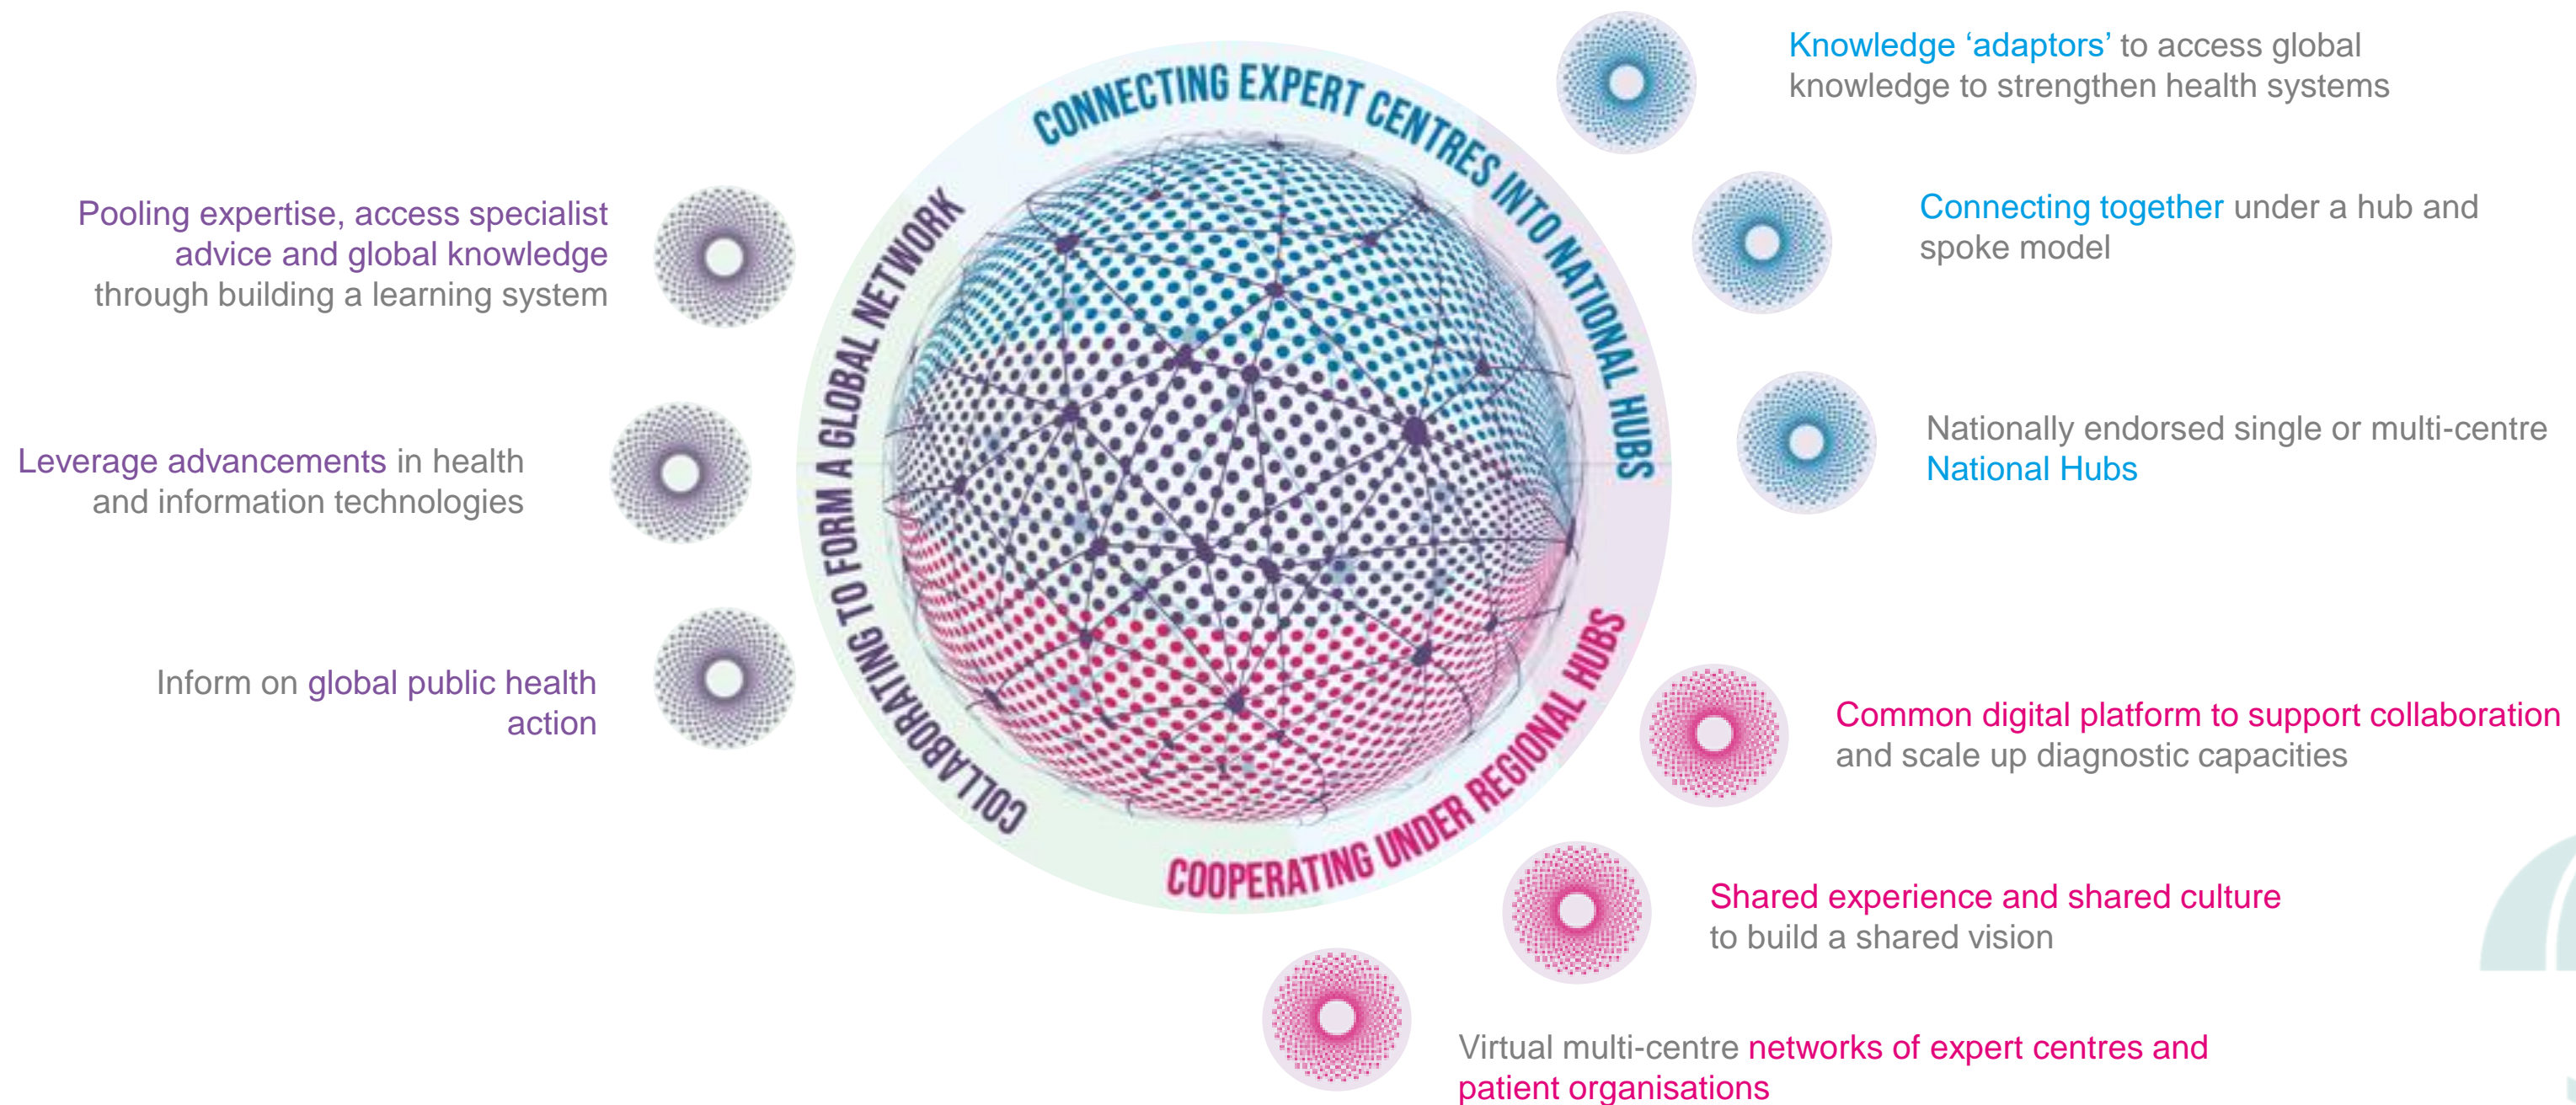 CONNECTING EXPERT CENTRES INTO NATIONAL HUBS
COLLABORATING TO FORM A GLOBAL NETWORK
COOPERATING UNDER REGIONAL HUBS
Pooling expertise, access specialist
advice and global knowledge
through building a learning system
Leverage advancements in health
and information technologies
Inform on global public health
action
Knowledge ‘adaptors’ to access global
knowledge to strengthen health systems
Connecting together under a hub and
spoke model
Nationally endorsed single or multi-centre
National Hubs
Common digital platform to support collaboration
and scale up diagnostic capacities
Shared experience and shared culture
to build a shared vision
Virtual multi-centre networks of expert centres and
patient organisations